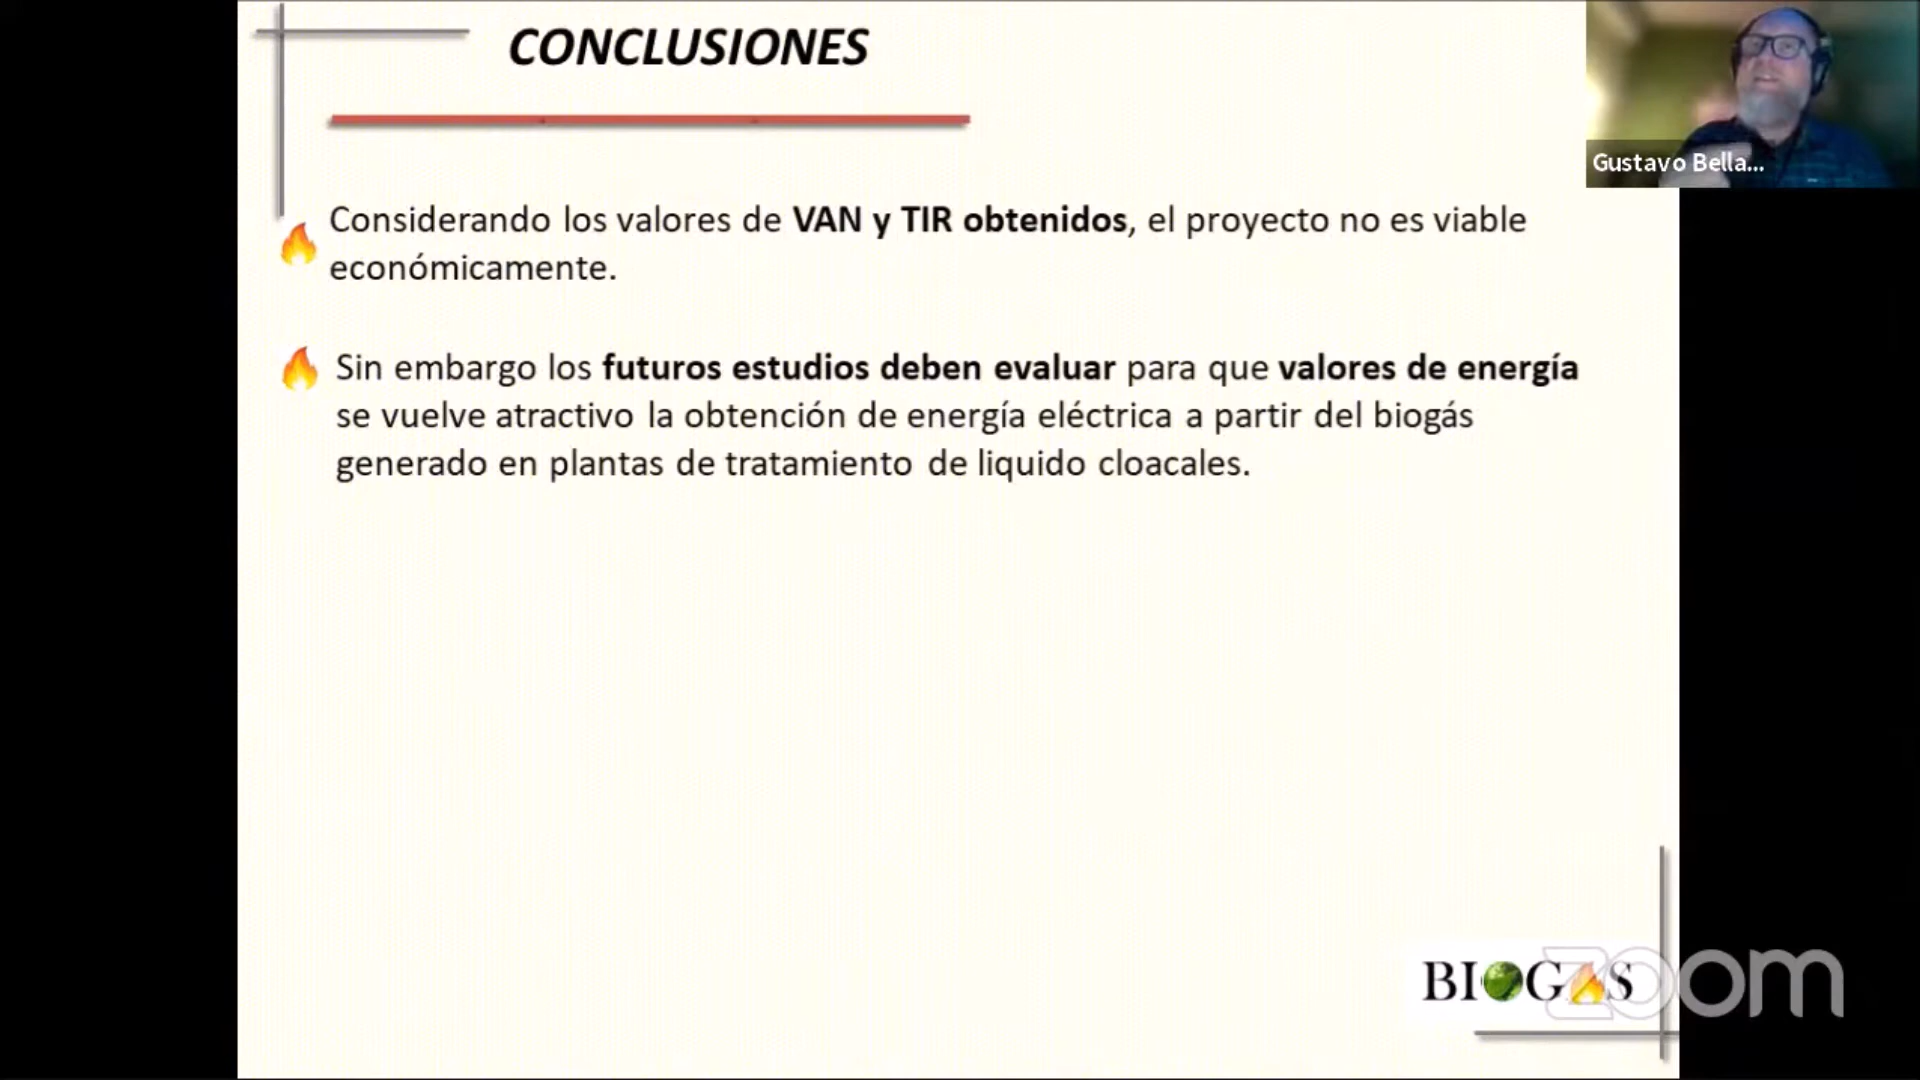 CONCLUSIONES
Gustavo Bella...
Considerando los valores de VAN y TIR obtenidos, el proyecto no es viable
económicamente.
Sin embargo los futuros estudios deben evaluar para que valores de energía
se vuelve atractivo la obtención de energía eléctrica a partir del biogás
generado en plantas de tratamiento de liquido cloacales.
BIOGAS
zoom